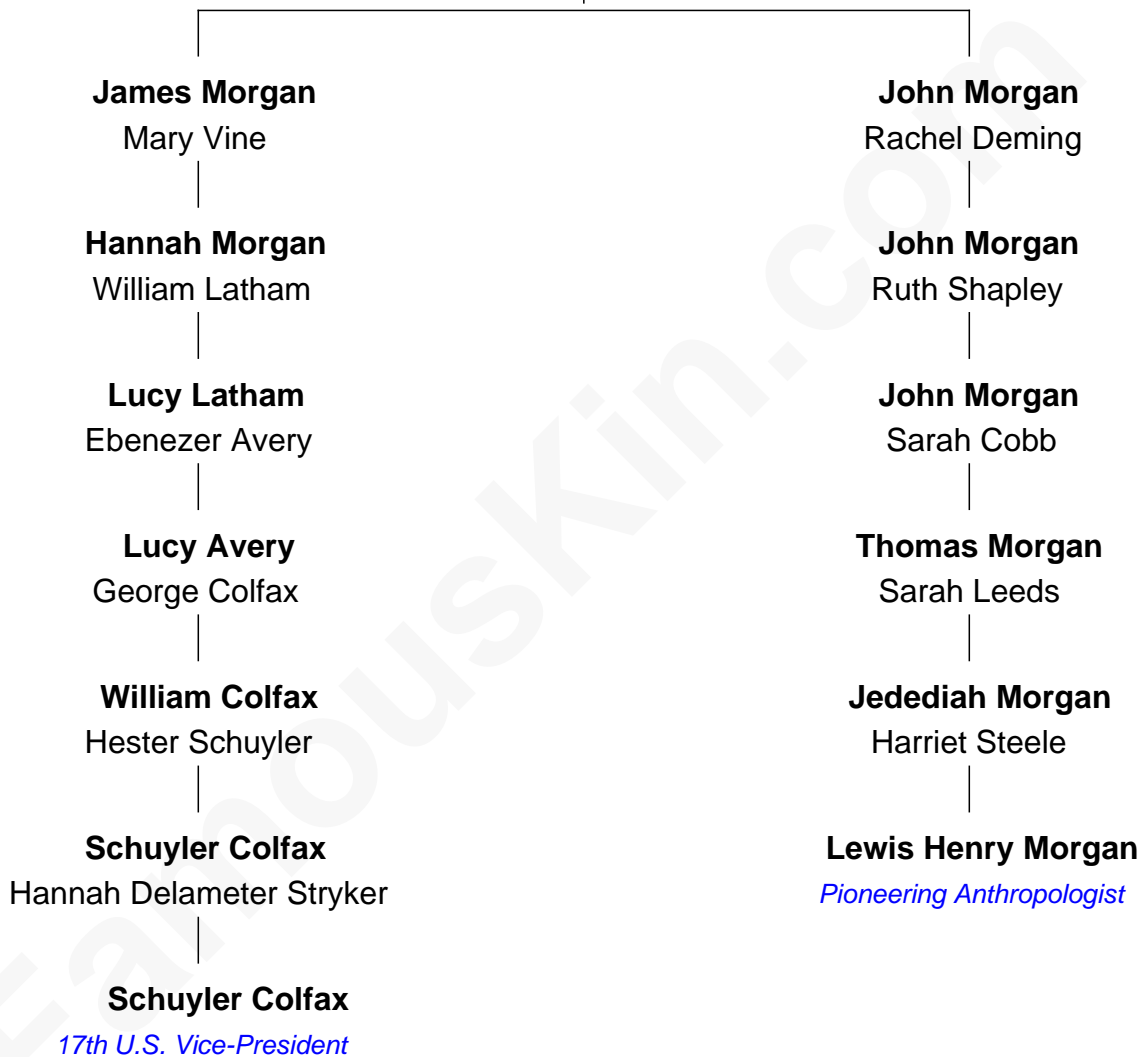 James Morgan
Mary Vine
Hannah Morgan
William Latham
Lucy Latham
Ebenezer Avery
Lucy Avery
George Colfax
William Colfax
Hester Schuyler
Schuyler Colfax
Hannah Delameter Stryker
Schuyler Colfax
17th U.S. Vice-President
John Morgan
Rachel Deming
John Morgan
Ruth Shapley
John Morgan
Sarah Cobb
Thomas Morgan
Sarah Leeds
Jedediah Morgan
Harriet Steele
Lewis Henry Morgan
Pioneering Anthropologist
FamousKin.com